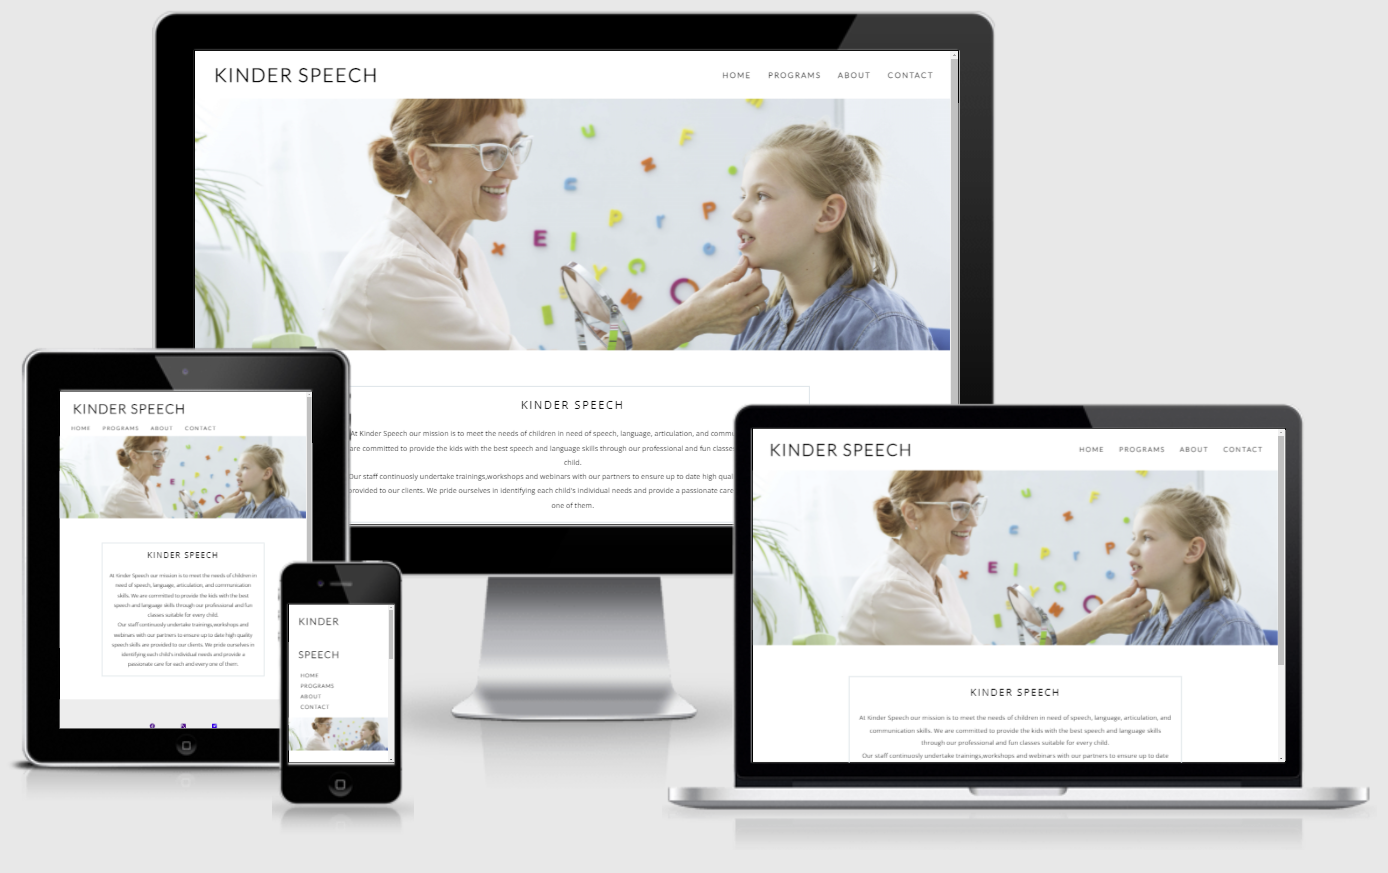 KINDER SPEECH
HOME PROGRAMS ABOUT CONTACT
U
F
E
P
r
C
KINDER SPEECH
At Kinder Speech our mission is to meet the needs of children in need of speech, language, articulation, and commu
are committed to provide the kids with the best speech and language skills through our professional and fun classes
child.
Our staff continuosly undertake trainings,workshops and webinars with our partners to ensure up to date high qual
provided to our clients. We pride ourselves in identifying each child's individual needs and provide a passionate care
one of them.
KINDER SPEECH
HOME PROGRAMS ABOUT CONTACT
KINDER SPEECH
At Kinder Speech our mission is to meet the needs of children in
need of speech, language, articulation, and communication
skills. We are committed to provide the kids with the best
speech and language skills through our professional and fun
classes suitable for every child.
Our staff continuosly undertake trainings,workshops and
webinars with our partners to ensure up to date high quality
speech skills are provided to our clients. We pride ourselves in
identifying each child's individual needs and provide a
passionate care for each and every one of them.
KINDER
SPEECH
HOME
PROGRAMS
ABOUT
CONTACT
KINDER SPEECH
HOME PROGRAMS ABOUT CONTACT
KINDER SPEECH
At Kinder Speech our mission is to meet the needs of children in need of speech, language, articulation, and
communication skills. We are committed to provide the kids with the best speech and language skills
through our professional and fun classes suitable for every child.
Our staff continuosly undertake trainings,workshops and webinars with our partners to ensure up to date